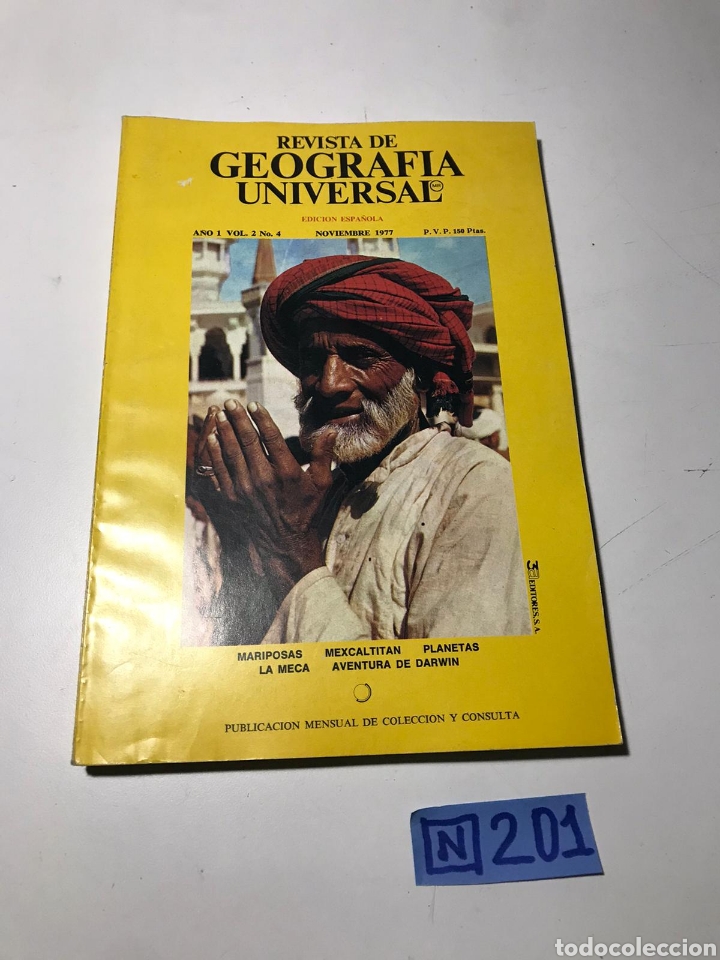 REVISTA DE
GEOGRAFIA
UNIVERSAL
EDICION ESPAÑOLA
AÑO 1 VOL. 2 No. 4 NOVIEMBRE 1977 P.V.P. 150 Ptas.
3 EDITORES, S.A.
MARIPOSAS MEXCALTITAN PLANETAS
LA MECA AVENTURA DE DARWIN
PUBLICACION MENSUAL DE COLECCION Y CONSULTA
N 201
todocoleccion